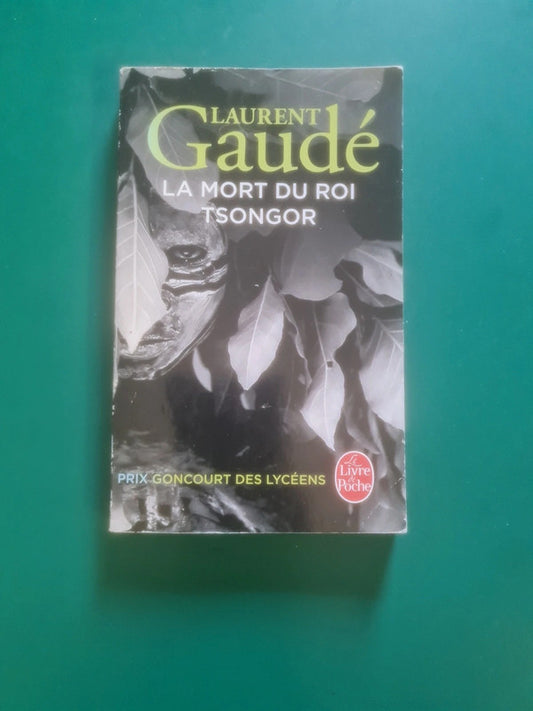 LAURENT
Gaudé
LA MORT DU ROI
TSONGOR
PRIX GONCOURT DES LYCÉENS
Le
Livre
de
Poche